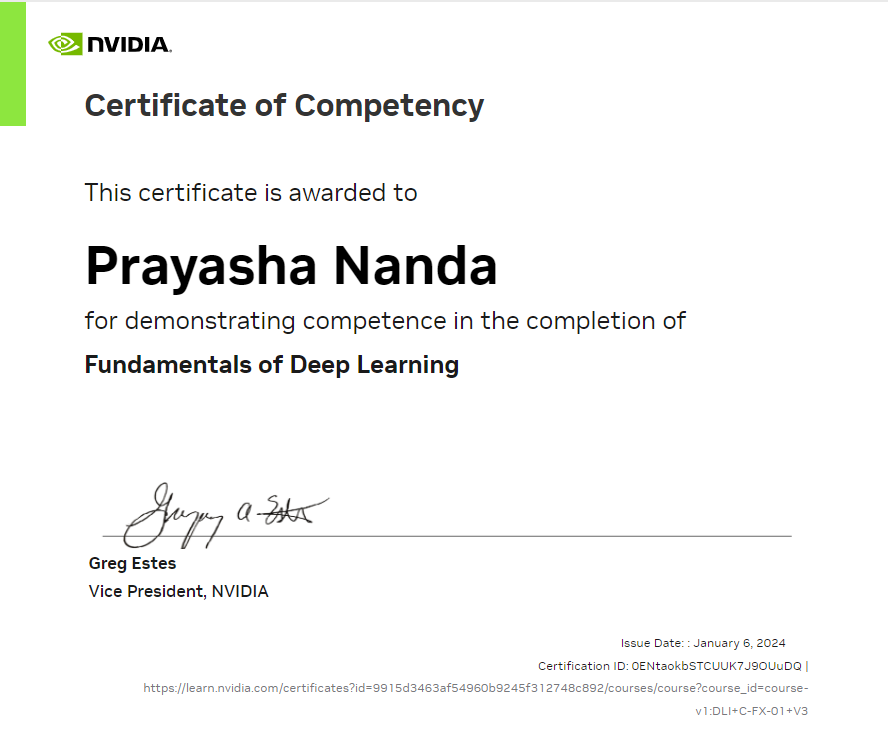 NVIDIA.
Certificate of Competency
This certificate is awarded to
Prayasha Nanda
for demonstrating competence in the completion of
Fundamentals of Deep Learning
Gregory A Estes
Greg Estes
Vice President, NVIDIA
Issue Date: : January 6, 2024
Certification ID: 0ENtaokbSTCUUK7J9OUuDQ |
https://learn.nvidia.com/certificates?id=9915d3463af54960b9245f312748c892/courses/course?course_id=course-
v1:DLI+C-FX-01+V3